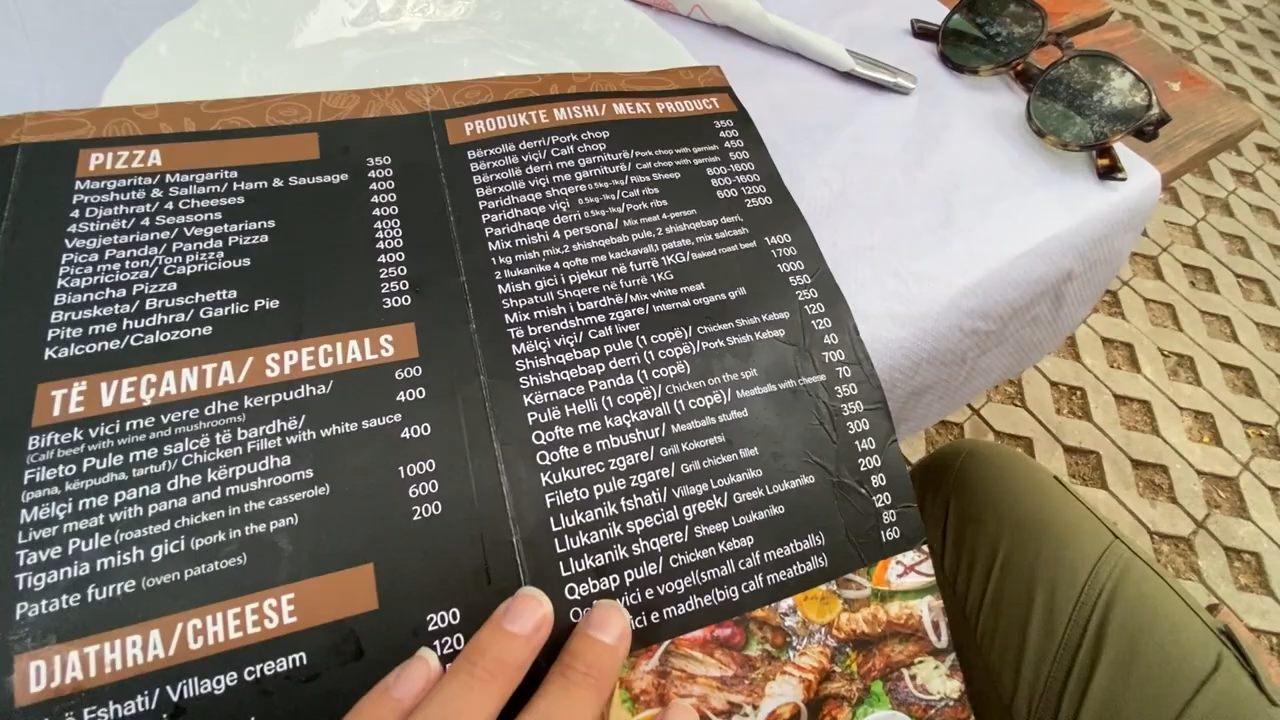 PIZZA
Margarita/ Margarita 350
Proshutë & Sallam/ Ham & Sausage 400
4 Djathrat/ 4 Cheeses 400
4Stinët/ 4 Seasons 400
Vegjetariane/ Vegetarians 400
Pica Panda/ Panda Pizza 400
Pica me ton/Ton pizza 400
Kapricioza/ Capricious 400
Biancha Pizza 250
Brusketa/ Bruschetta 250
Pite me hudhra/ Garlic Pie 300
Kalcone/Calozone
TË VEÇANTA/ SPECIALS
Biftek vici me vere dhe kerpudha/ 600
(Calf beef with wine and mushrooms)
Fileto Pule me salcë të bardhë/ 400
(pana, kërpudha, tartuf)/ Chicken Fillet with white sauce
Mëlçi me pana dhe kërpudha 400
Liver meat with pana and mushrooms
Tave Pule (roasted chicken in the casserole) 1000
Tigania mish gici (pork in the pan) 600
Patate furre (oven patatoes) 200
DJATHRA/CHEESE
Fshati/ Village cream 200
120
PRODUKTE MISHI/ MEAT PRODUCT
Bërxollë derri/Pork chop 350
Bërxollë viçi/ Calf chop 400
Bërxollë derri me garniturë/Pork chop with garnish 450
Bërxollë viçi me garniturë/ Calf chop with garnish 500
Paridhaqe shqere 0.5kg-1kg/ Ribs Sheep 800-1600
Paridhaqe viçi 0.5kg-1kg/Calf ribs 800-1600
Paridhaqe derri 0.5kg-1kg/Pork ribs 600 1200
Mix mishi 4 persona/ Mix meat 4-person 2500
1 kg mish mix,2 shishqebab pule, 2 shishqebap derri,
2 llukanike 4 qofte me kackavall,1 patate, mix salcash
Mish gici i pjekur në furrë 1KG/Baked roast beef 1400
Shpatull Shqere në furrë 1KG 1700
Mix mish i bardhë/Mix white meat 1000
Të brendshme zgare/ Internal organs grill 550
Mëlçi viçi/ Calf liver 250
Shishqebap pule (1 copë)/ Chicken Shish Kebap 120
Shishqebap derri (1 copë)/Pork Shish Kebap 120
Kërnace Panda (1 copë) 40
Pulë Helli (1 copë)/ Chicken on the spit 700
Qofte me kaçkavall (1 copë)/ Meatballs with cheese 70
Qofte e mbushur/ Meatballs stuffed 350
Kukurec zgare/ Grill Kokoretsi 350
Fileto pule zgare/ Grill chicken fillet 300
Llukanik fshati/ Village Loukaniko 140
Llukanik special greek/ Greek Loukaniko 200
Llukanik shqere/ Sheep Loukaniko 80
Qebap pule/ Chicken Kebap 120
vici e vogel(small calf meatballs) 80
vici e madhe(big calf meatballs) 160